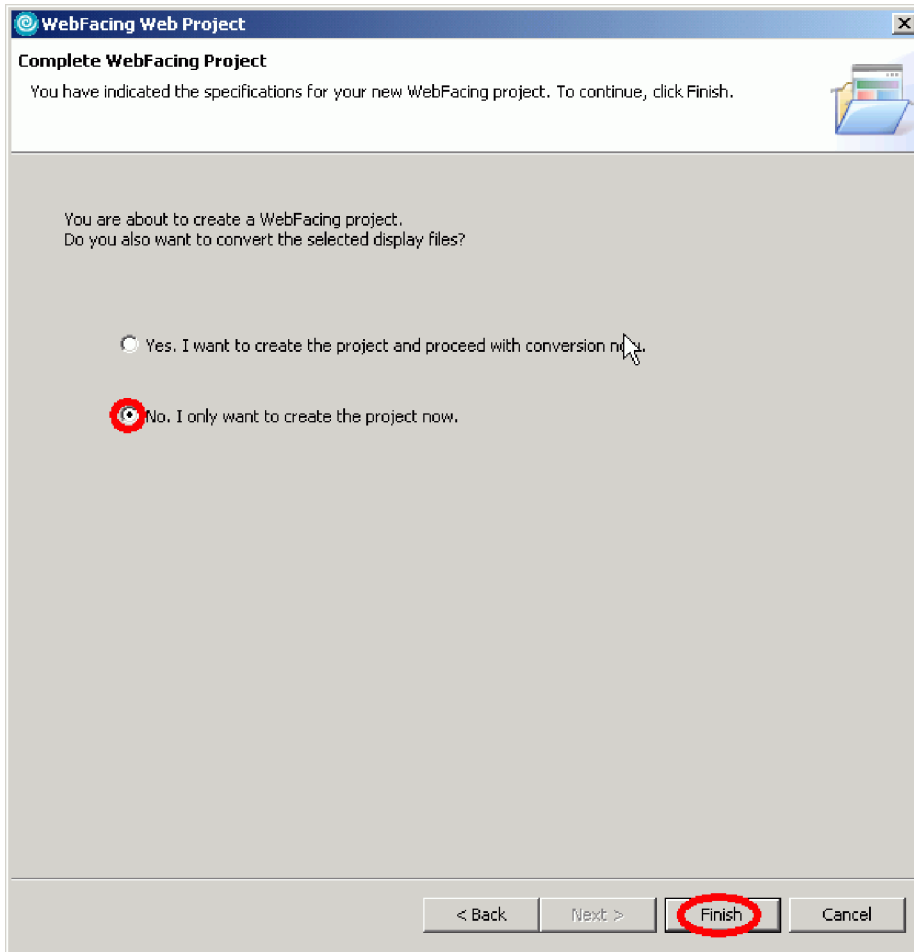 WebFacing Web Project
Complete WebFacing Project
You have indicated the specifications for your new WebFacing project. To continue, click Finish.
You are about to create a WebFacing project.
Do you also want to convert the selected display files?
Yes. I want to create the project and proceed with conversion now.
No. I only want to create the project now.
< Back
Next >
Finish
Cancel